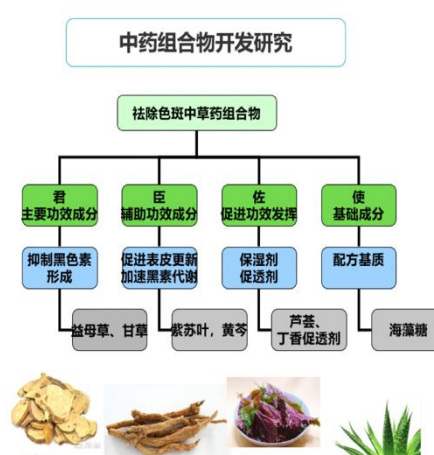 中药组合物开发研究
祛除色斑中草药组合物
君
主要功效成分
臣
辅助功效成分
佐
促进功效发挥
使
基础成分
抑制黑色素
形成
促进表皮更新
加速黑素代谢
保湿剂
促透剂
配方基质
益母草、甘草
紫苏叶，黄芩
芦荟、
丁香促透剂
海藻糖